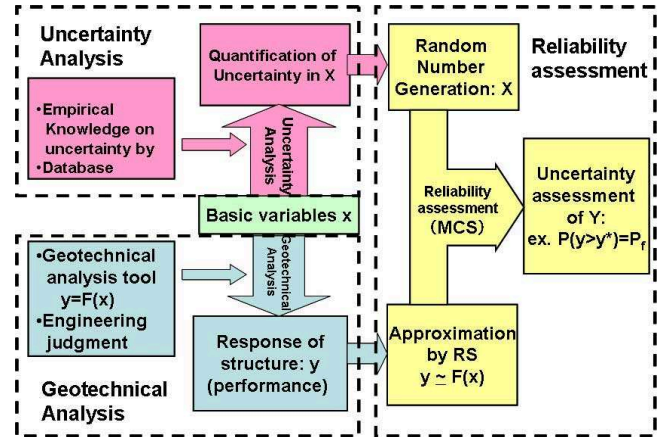 Uncertainty
Analysis
Quantification of
Uncertainty in X
•Empirical
Knowledge on
uncertainty by
•Database
Uncertainty
Analysis
Basic variables x
•Geotechnical
analysis tool
y=F(x)
•Engineering
judgment
Geotechnical
Analysis
Response of
structure: y
(performance)
Geotechnical
Analysis
Random
Number
Generation: X
Reliability
assessment
Reliability
assessment
(MCS)
Uncertainty
assessment
of Y:
ex. P(y>y*)=Pf
Approximation
by RS
y ~ F(x)